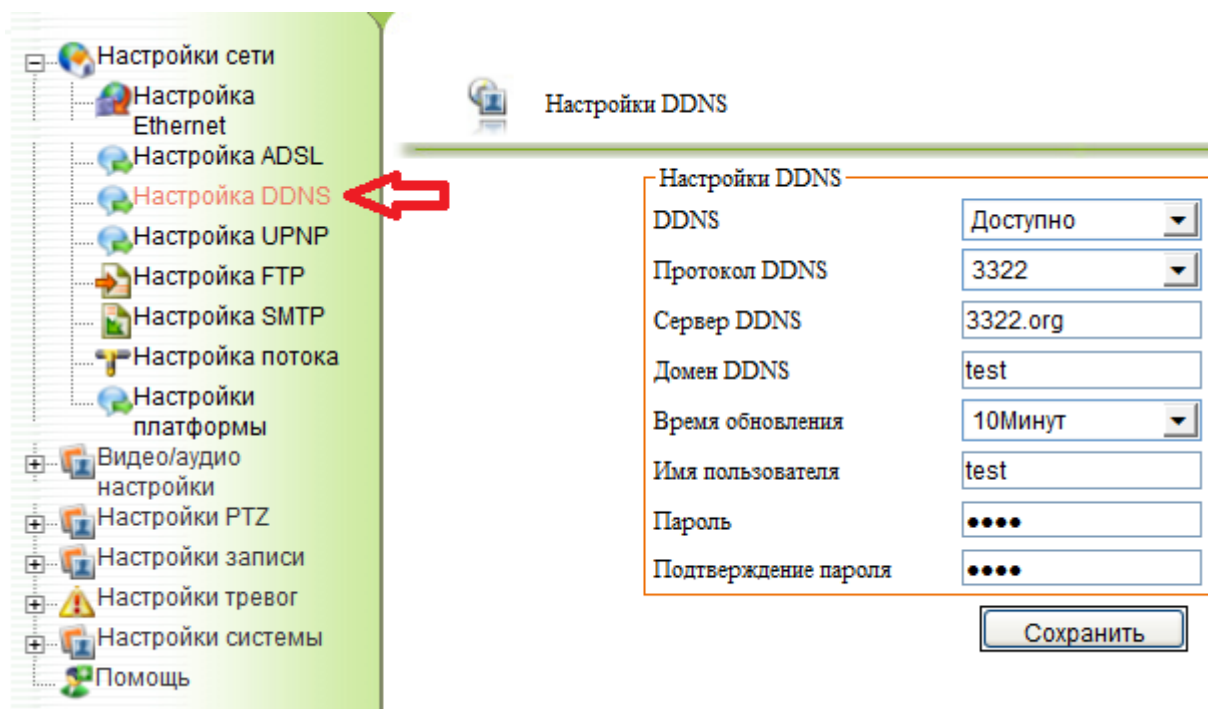 Настройки сети
Настройка
Ethernet
Настройка ADSL
Настройка DDNS
Настройка UPNP
Настройка FTP
Настройка SMTP
Настройка потока
Настройки
платформы
Видео/аудио
настройки
Настройки PTZ
Настройки записи
Настройки тревог
Настройки системы
Помощь
Настройки DDNS
Настройки DDNS
DDNS Доступно
Протокол DDNS 3322
Сервер DDNS 3322.org
Домен DDNS test
Время обновления 10Минут
Имя пользователя test
Пароль ●●●●
Подтверждение пароля ●●●●
Сохранить